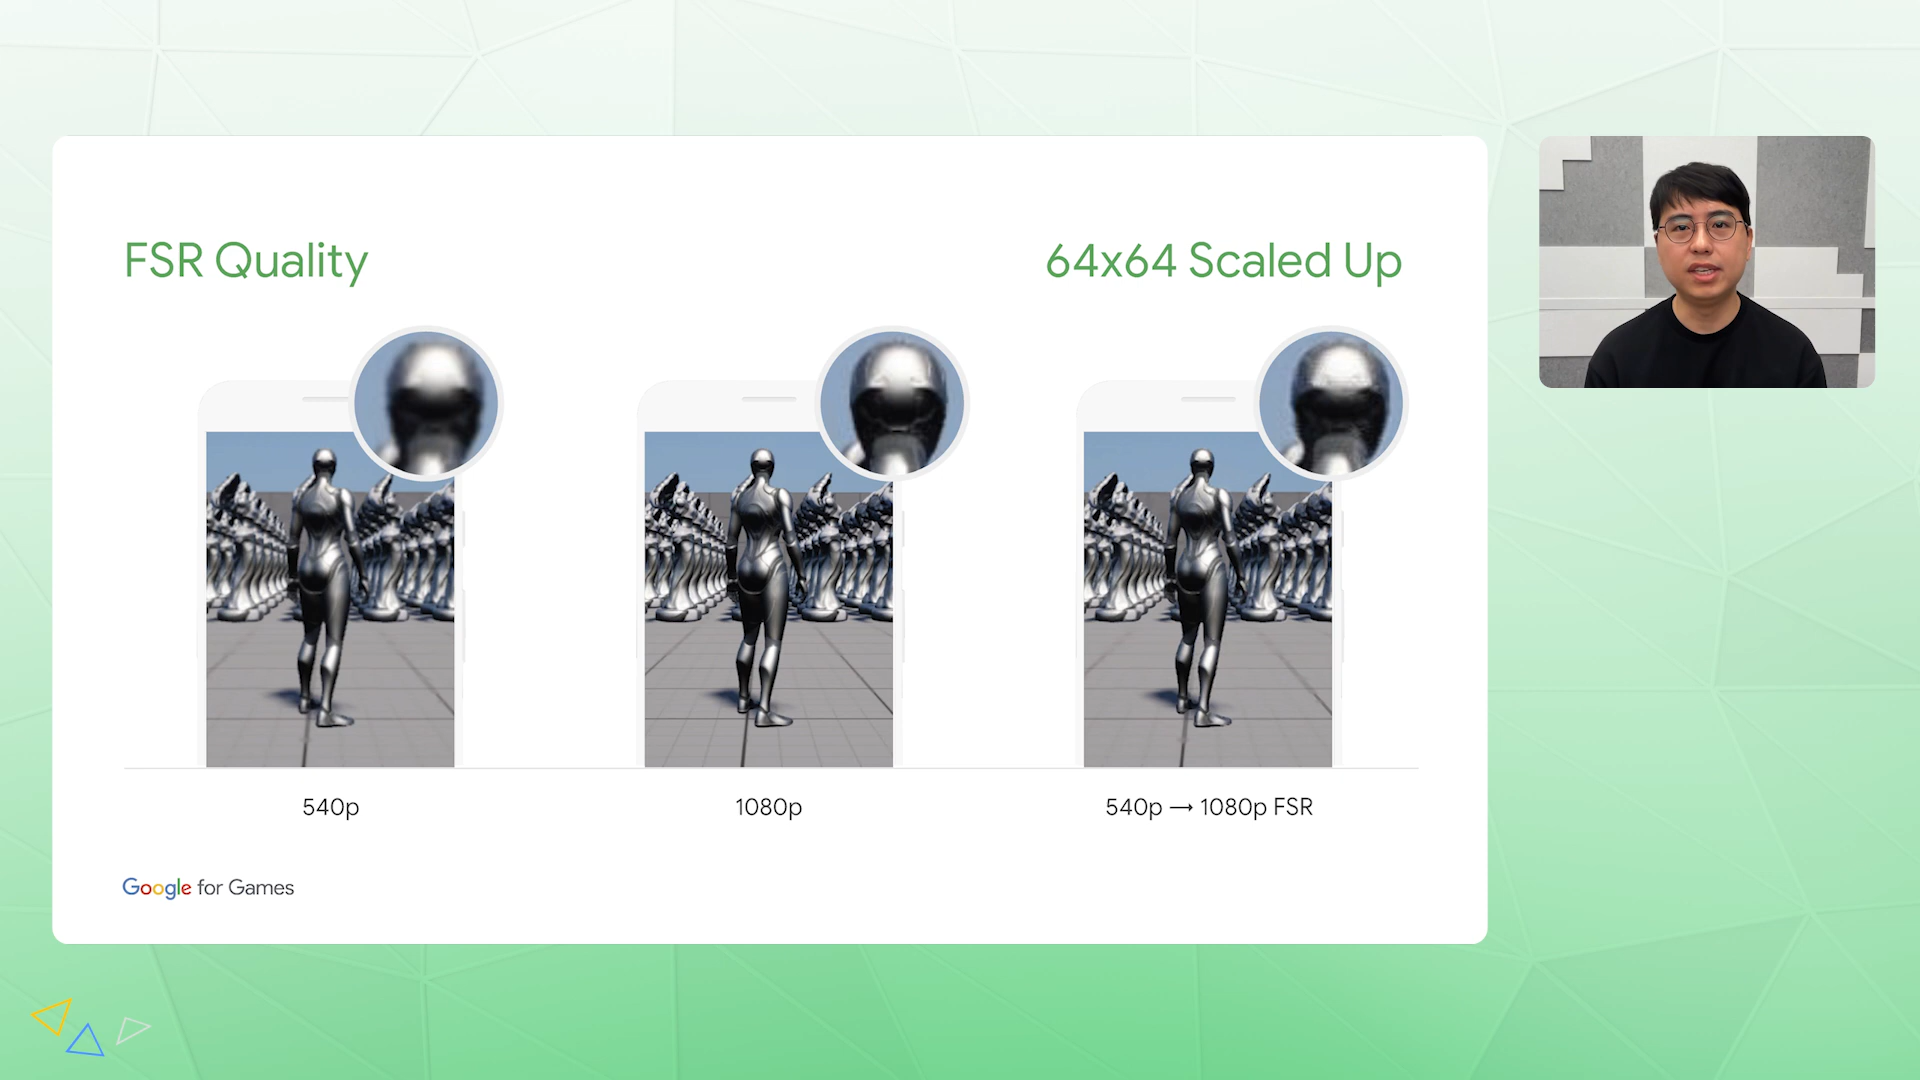 FSR Quality
64x64 Scaled Up
540p
1080p
540p → 1080p FSR
Google for Games